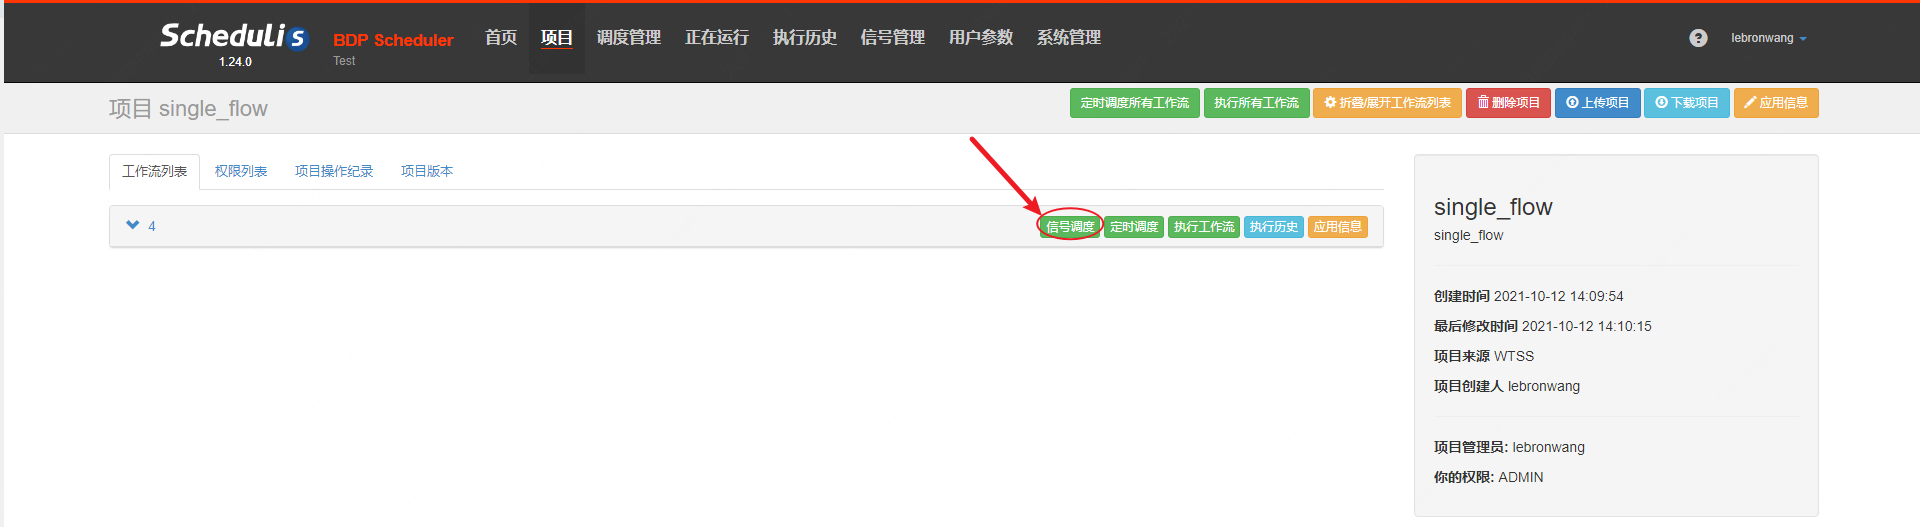 Schedulis
1.24.0
BDP Scheduler
Test
首页 项目 调度管理 正在运行 执行历史 信号管理 用户参数 系统管理
lebronwang
项目 single_flow
定时调度所有工作流 执行所有工作流 折叠/展开工作流列表 删除项目 上传项目 下载项目 应用信息
工作流列表 权限列表 项目操作纪录 项目版本
4
信号调度 定时调度 执行工作流 执行历史 应用信息
single_flow
single_flow
创建时间 2021-10-12 14:09:54
最后修改时间 2021-10-12 14:10:15
项目来源 WTSS
项目创建人 lebronwang
项目管理员: lebronwang
你的权限: ADMIN